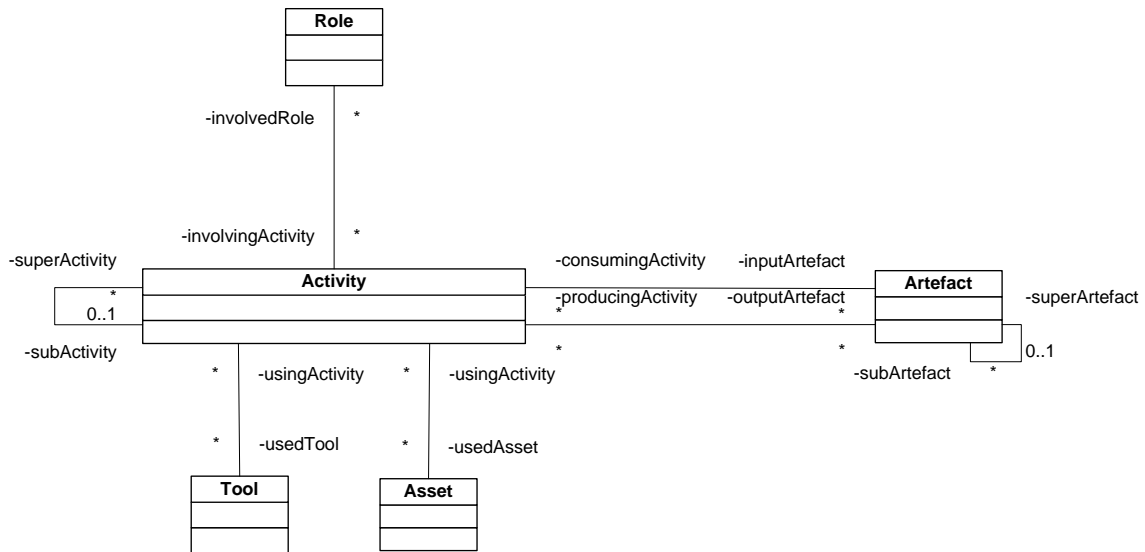 Role
-involvedRole *
-involvingActivity *
-superActivity
-consumingActivity -inputArtefact
Activity
Artefact
* -producingActivity -outputArtefact -superArtefact
0..1 * *
-subActivity * * 0..1
* -usingActivity * -usingActivity -subArtefact *
* -usedTool * -usedAsset
Tool Asset